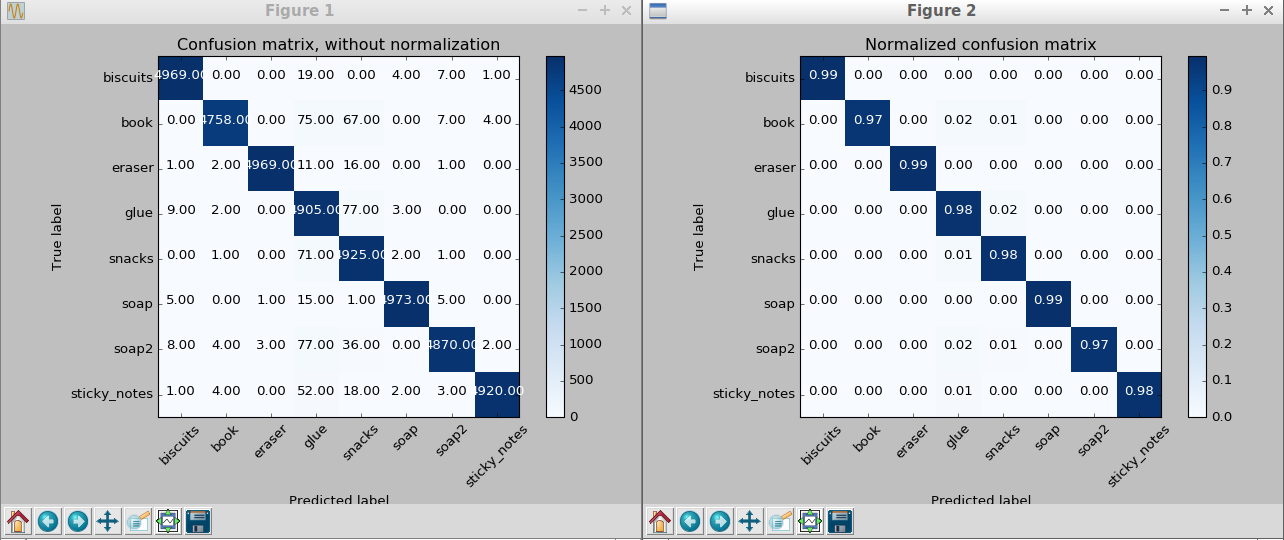 Figure 1
Confusion matrix, without normalization
True label
biscuits 4969.00 0.00 0.00 19.00 0.00 4.00 7.00 1.00
book 0.00 4758.00 0.00 75.00 67.00 0.00 7.00 4.00
eraser 1.00 2.00 4969.00 11.00 16.00 0.00 1.00 0.00
glue 9.00 2.00 0.00 4905.00 77.00 3.00 0.00 0.00
snacks 0.00 1.00 0.00 71.00 4925.00 2.00 1.00 0.00
soap 5.00 0.00 1.00 15.00 1.00 4973.00 5.00 0.00
soap2 8.00 4.00 3.00 77.00 36.00 0.00 4870.00 2.00
sticky_notes 1.00 4.00 0.00 52.00 18.00 2.00 3.00 4920.00
biscuits book eraser glue snacks soap soap2 sticky_notes
Predicted label
4500
4000
3500
3000
2500
2000
1500
1000
500
0
Figure 2
Normalized confusion matrix
True label
biscuits 0.99 0.00 0.00 0.00 0.00 0.00 0.00 0.00
book 0.00 0.97 0.00 0.02 0.01 0.00 0.00 0.00
eraser 0.00 0.00 0.99 0.00 0.00 0.00 0.00 0.00
glue 0.00 0.00 0.00 0.98 0.02 0.00 0.00 0.00
snacks 0.00 0.00 0.00 0.01 0.98 0.00 0.00 0.00
soap 0.00 0.00 0.00 0.00 0.00 0.99 0.00 0.00
soap2 0.00 0.00 0.00 0.02 0.01 0.00 0.97 0.00
sticky_notes 0.00 0.00 0.00 0.01 0.00 0.00 0.00 0.98
biscuits book eraser glue snacks soap soap2 sticky_notes
Predicted label
0.9
0.8
0.7
0.6
0.5
0.4
0.3
0.2
0.1
0.0